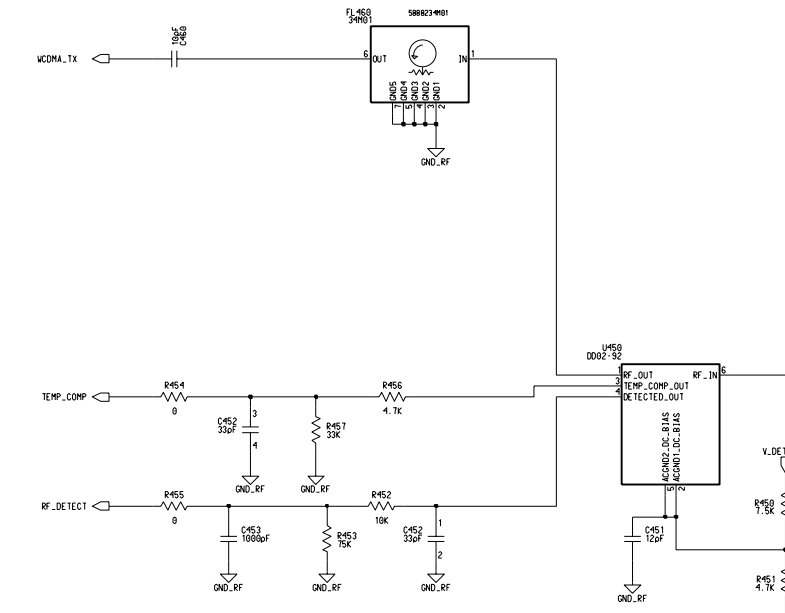 FL460
34M01
5888234M01
10pF
C460
WCDMA_TX
6
OUT
IN
1
GND5
GND4
GND3
GND2
GND1
7
5
4
3
2
GND_RF
U450
DD02-92
1
RF_OUT
RF_IN
6
3
TEMP_COMP_OUT
4
DETECTED_OUT
ACGND2_DC_BIAS
ACGND1_DC_BIAS
5
2
TEMP_COMP
R454
0
C452
33pF
3
4
R457
33K
R456
4.7K
GND_RF
GND_RF
RF_DETECT
R455
0
C453
1000pF
R453
75K
R452
10K
C452
33pF
1
2
GND_RF
GND_RF
GND_RF
C451
12pF
GND_RF
V_DET
R450
7.5K
R451
4.7K